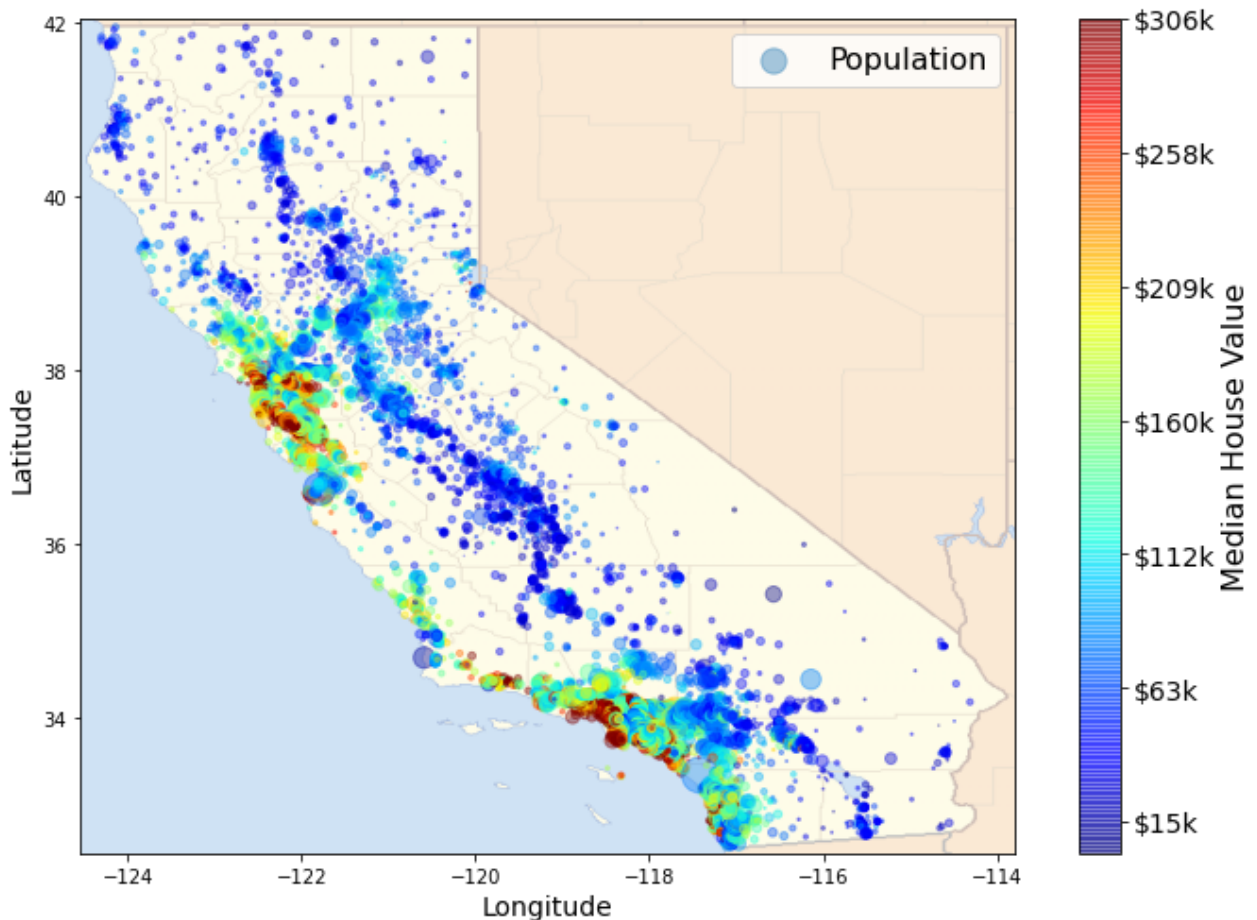 Population
Latitude
42
40
38
36
34
−124
−122
−120
−118
−116
−114
Longitude
$306k
$258k
$209k
$160k
$112k
$63k
$15k
Median House Value